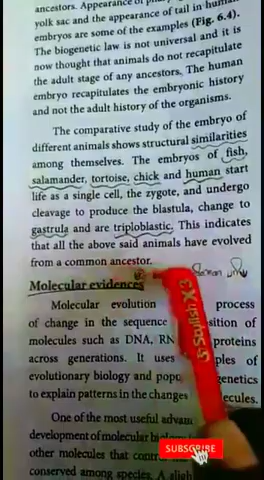 ancestors. Appearance of
yolk sac and the appearance of tail in human
embryos are some of the examples (Fig. 6.4).
The biogenetic law is not universal and it is
now thought that animals do not recapitulate
the adult stage of any ancestors. The human
embryo recapitulates the embryonic history
and not the adult history of the organisms.
The comparative study of the embryo of
different animals shows structural similarities
among themselves. The embryos of fish,
salamander, tortoise, chick and human start
life as a single cell, the zygote, and undergo
cleavage to produce the blastula, change to
gastrula and are triploblastic. This indicates
that all the above said animals have evolved
from a common ancestor.
Molecular evidences
Molecular evolution process
of change in the sequence sition of
molecules such as DNA, RN proteins
across generations. It uses ples of
evolutionary biology and popu genetics
to explain patterns in the changes ecules.
One of the most useful advan
development of molecular
other molecules that
conserved among species. A
Stylish X3
SUBSCRIBE